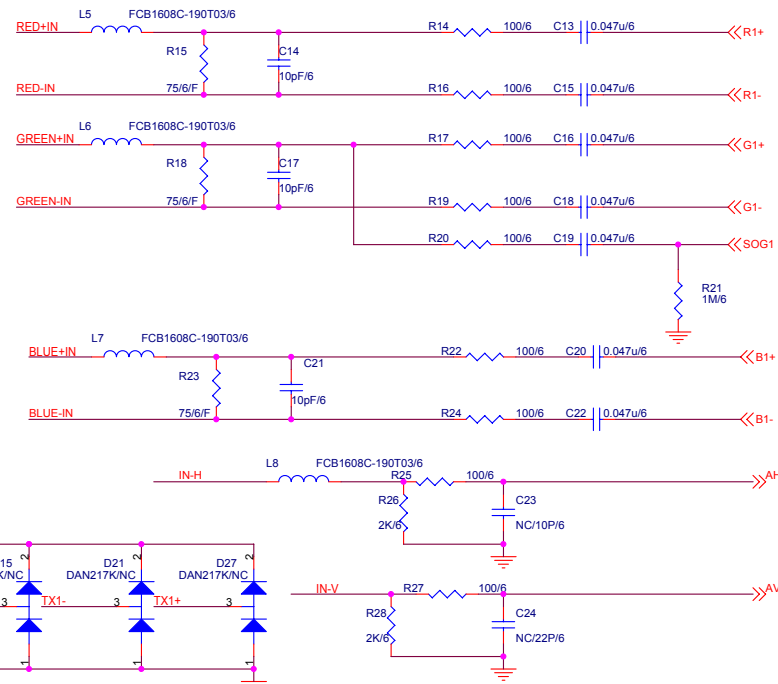 L5 FCB1608C-190T03/6
RED+IN R14 100/6 C13 0.047u/6 R1+
R15 C14
10pF/6
RED-IN 75/6/F R16 100/6 C15 0.047u/6 R1-
L6 FCB1608C-190T03/6
GREEN+IN R17 100/6 C16 0.047u/6 G1+
R18 C17
10pF/6
GREEN-IN 75/6/F R19 100/6 C18 0.047u/6 G1-
R20 100/6 C19 0.047u/6 SOG1
R21
1M/6
L7 FCB1608C-190T03/6
BLUE+IN R22 100/6 C20 0.047u/6 B1+
R23 C21
10pF/6
BLUE-IN 75/6/F R24 100/6 C22 0.047u/6 B1-
L8 FCB1608C-190T03/6
IN-H R25 100/6 AH
R26 C23
2K/6 NC/10P/6
15 D21 D27
K/NC DAN217K/NC DAN217K/NC
2 2 2
IN-V R27 100/6 AV
3 TX1- 3 TX1+ 3
R28 C24
2K/6 NC/22P/6
1 1 1